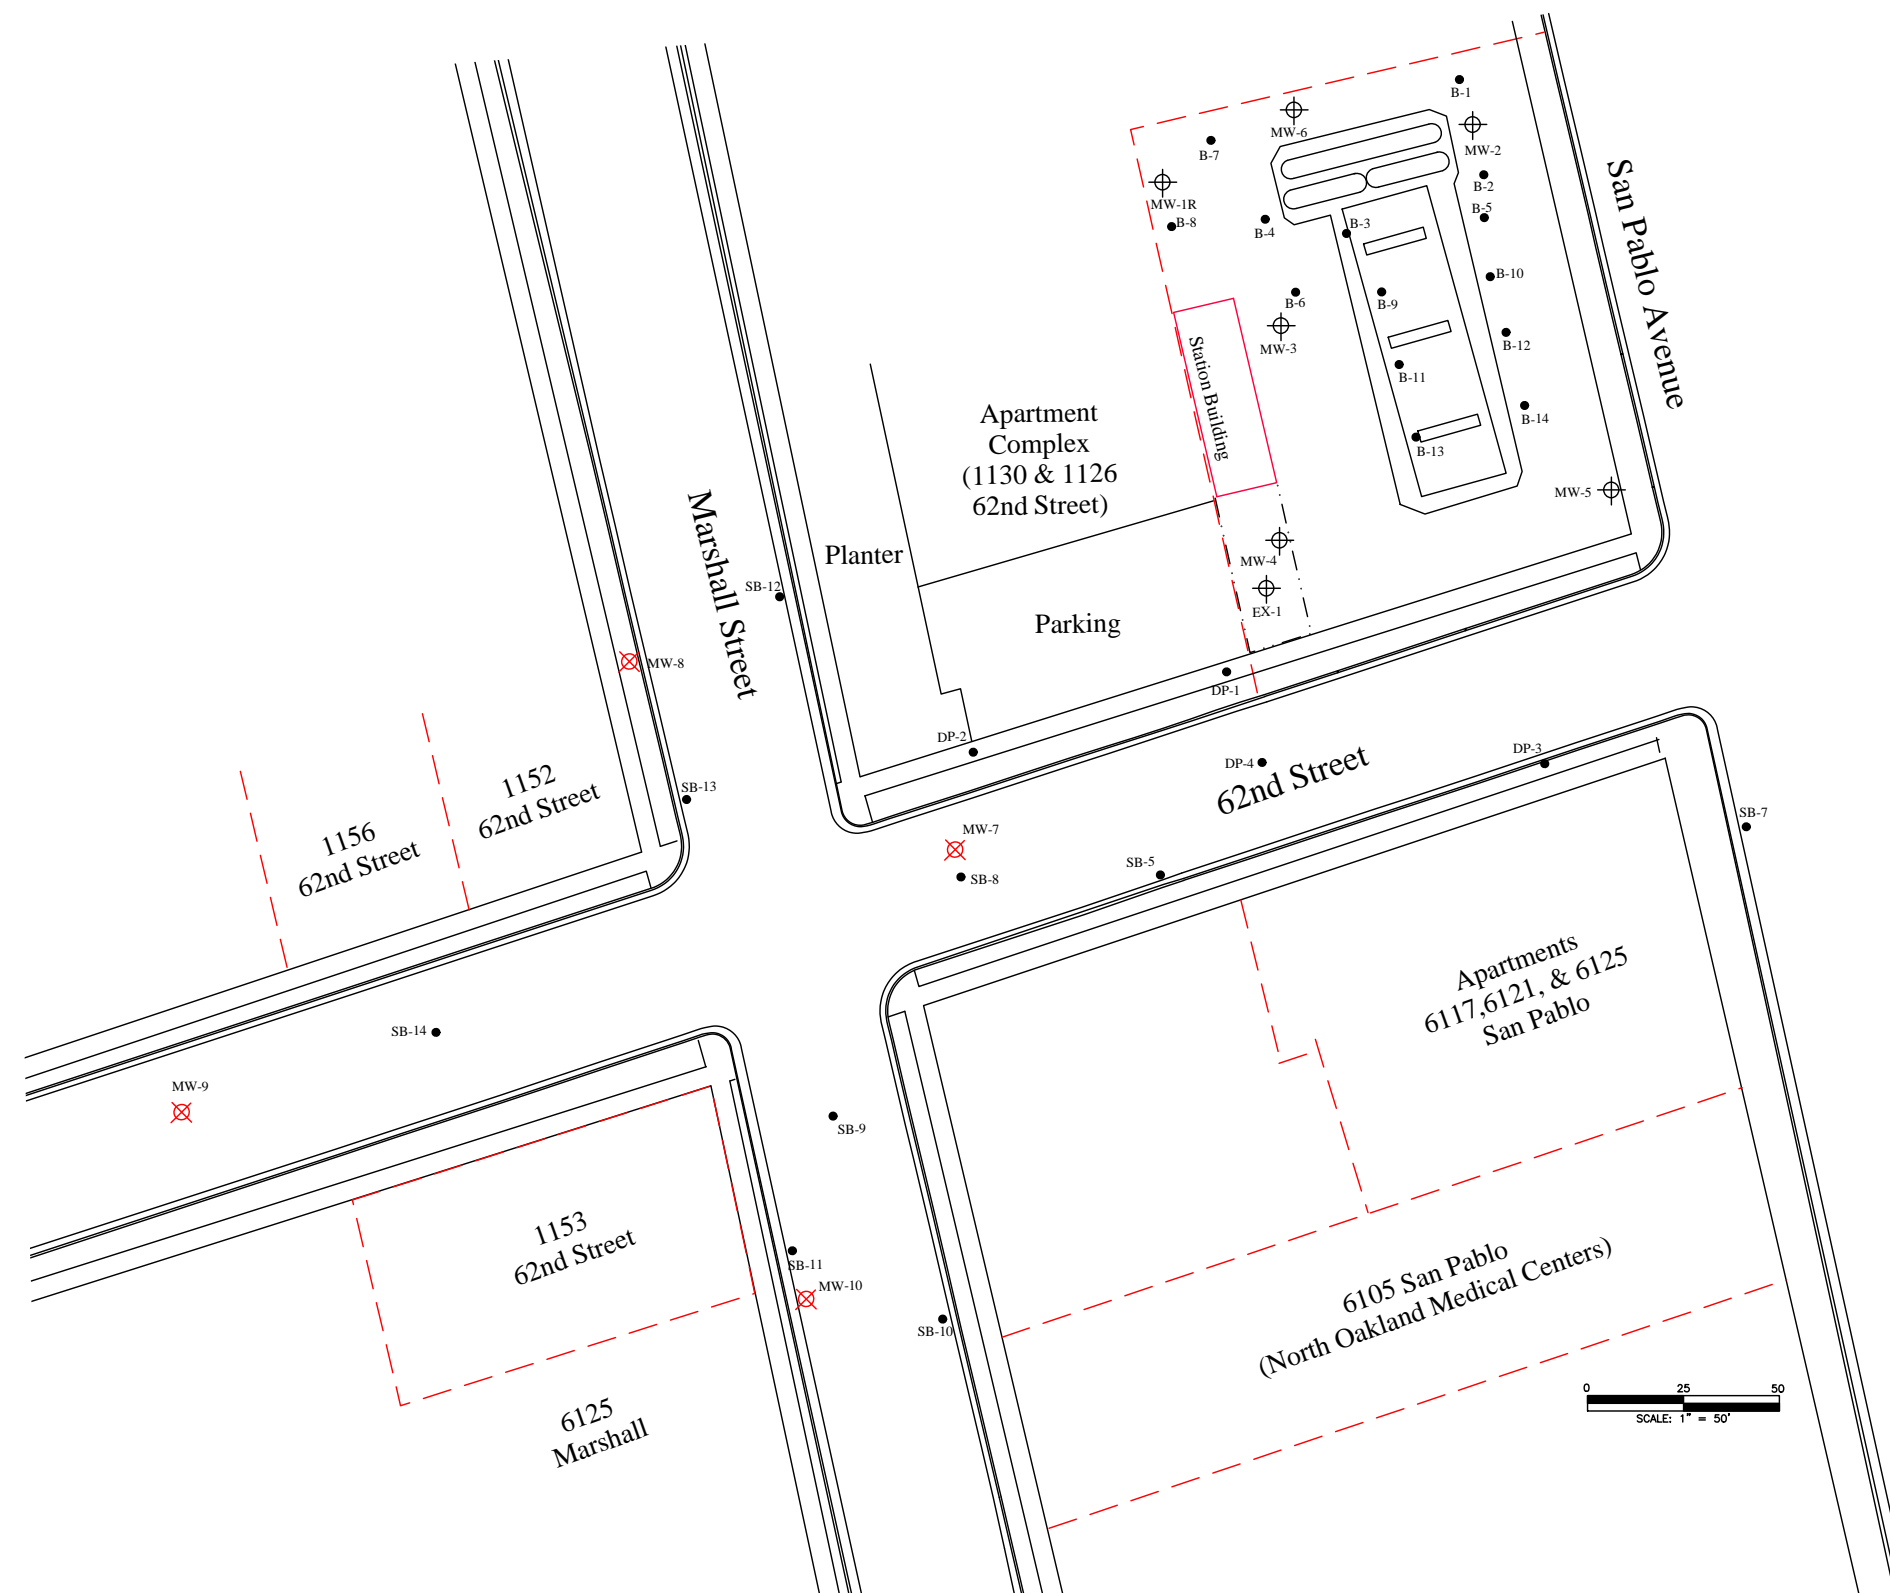 B-1
MW-6
MW-2
B-7
B-2
MW-1R
B-5
B-8
B-4
B-3
San Pablo Avenue
B-10
B-9
B-6
B-12
MW-3
Station Building
B-11
B-14
Apartment
Complex
(1130 & 1126
62nd Street)
B-13
MW-5
Marshall Street
Planter
MW-4
SB-12
EX-1
Parking
MW-8
DP-1
DP-2
DP-4
DP-3
62nd Street
1152
62nd Street
SB-13
SB-7
1156
62nd Street
MW-7
SB-5
SB-8
Apartments
6117,6121, & 6125
San Pablo
SB-14
MW-9
SB-9
1153
62nd Street
SB-11
MW-10
SB-10
6105 San Pablo
(North Oakland Medical Centers)
6125
Marshall
0 25 50
SCALE: 1" = 50'